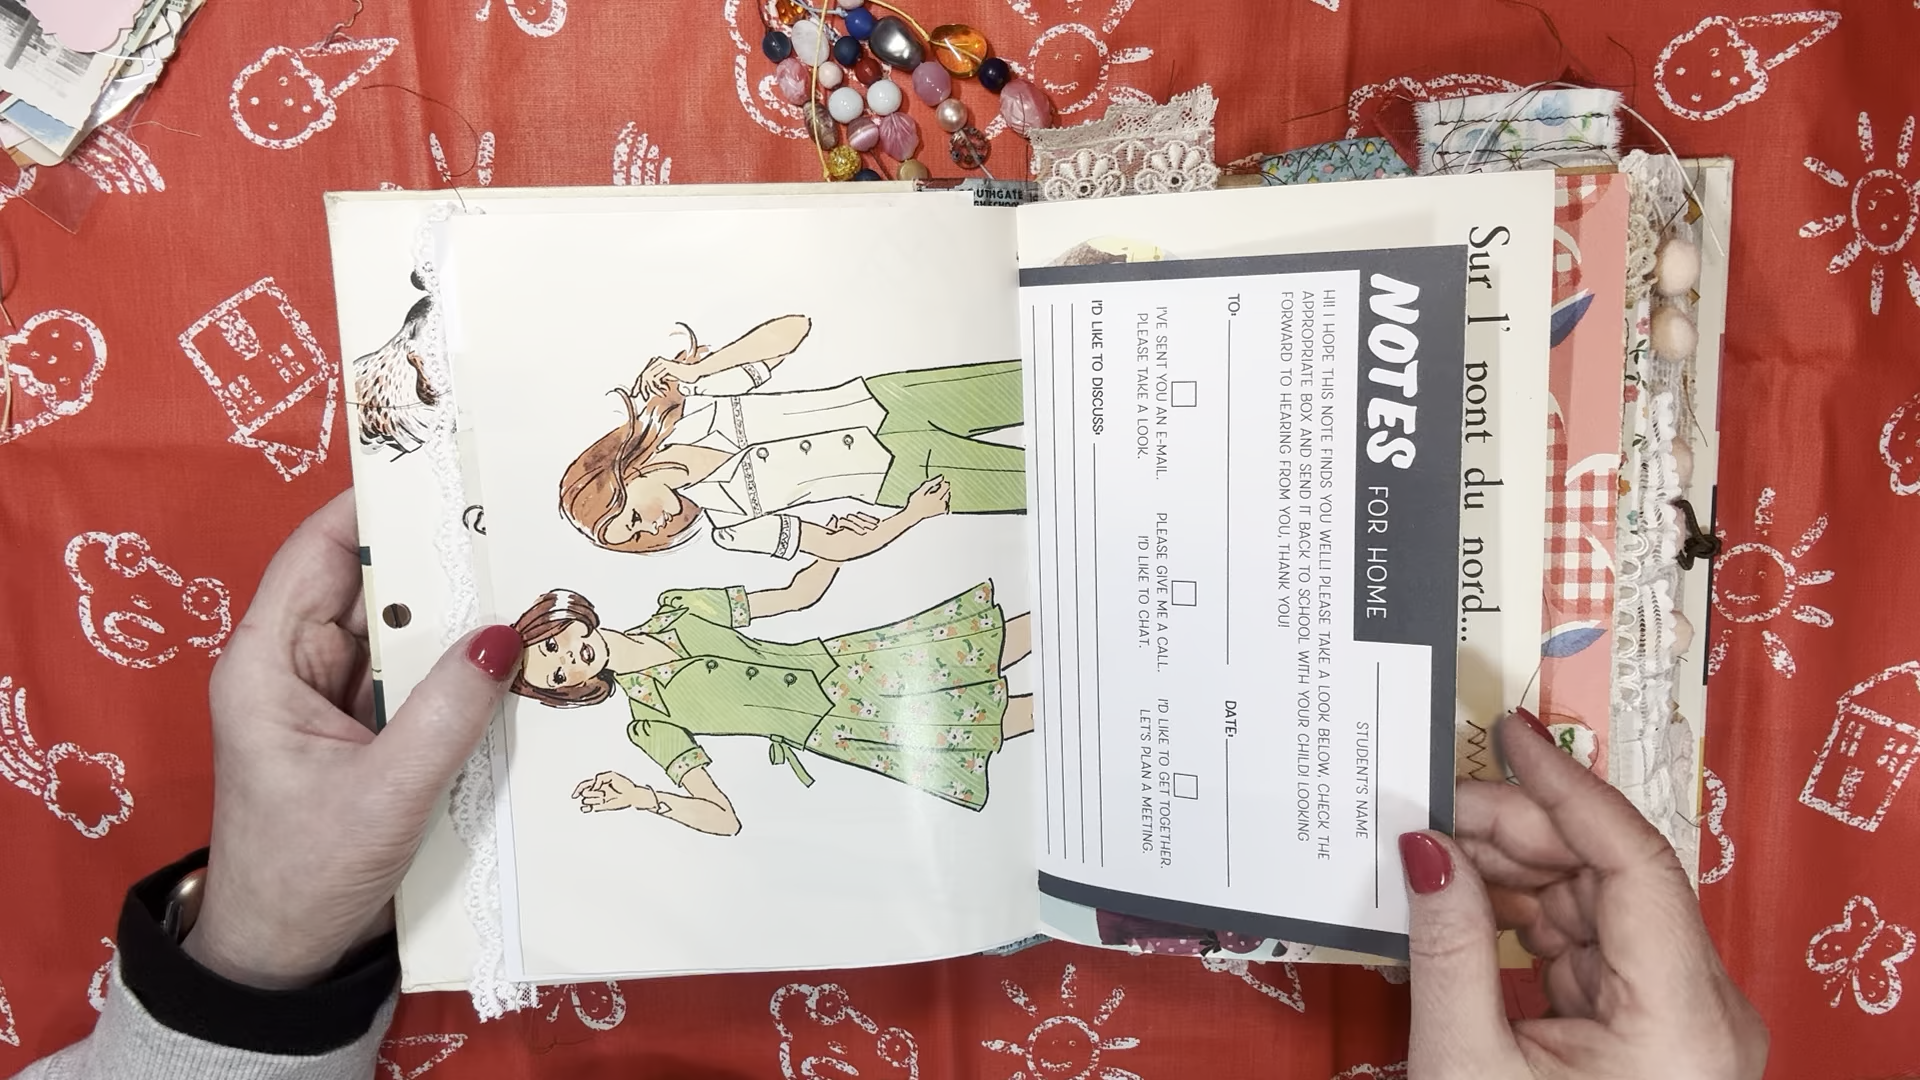 UTHGATE
Sur l' pont du nord...
NOTES FOR HOME
STUDENT'S NAME
HI! I HOPE THIS NOTE FINDS YOU WELL! PLEASE TAKE A LOOK BELOW, CHECK THE
APPROPRIATE BOX AND SEND IT BACK TO SCHOOL WITH YOUR CHILD! LOOKING
FORWARD TO HEARING FROM YOU, THANK YOU!
TO: DATE:
I'VE SENT YOU AN E-MAIL.
PLEASE TAKE A LOOK.
PLEASE GIVE ME A CALL.
I'D LIKE TO CHAT.
I'D LIKE TO GET TOGETHER.
LET'S PLAN A MEETING.
I'D LIKE TO DISCUSS: